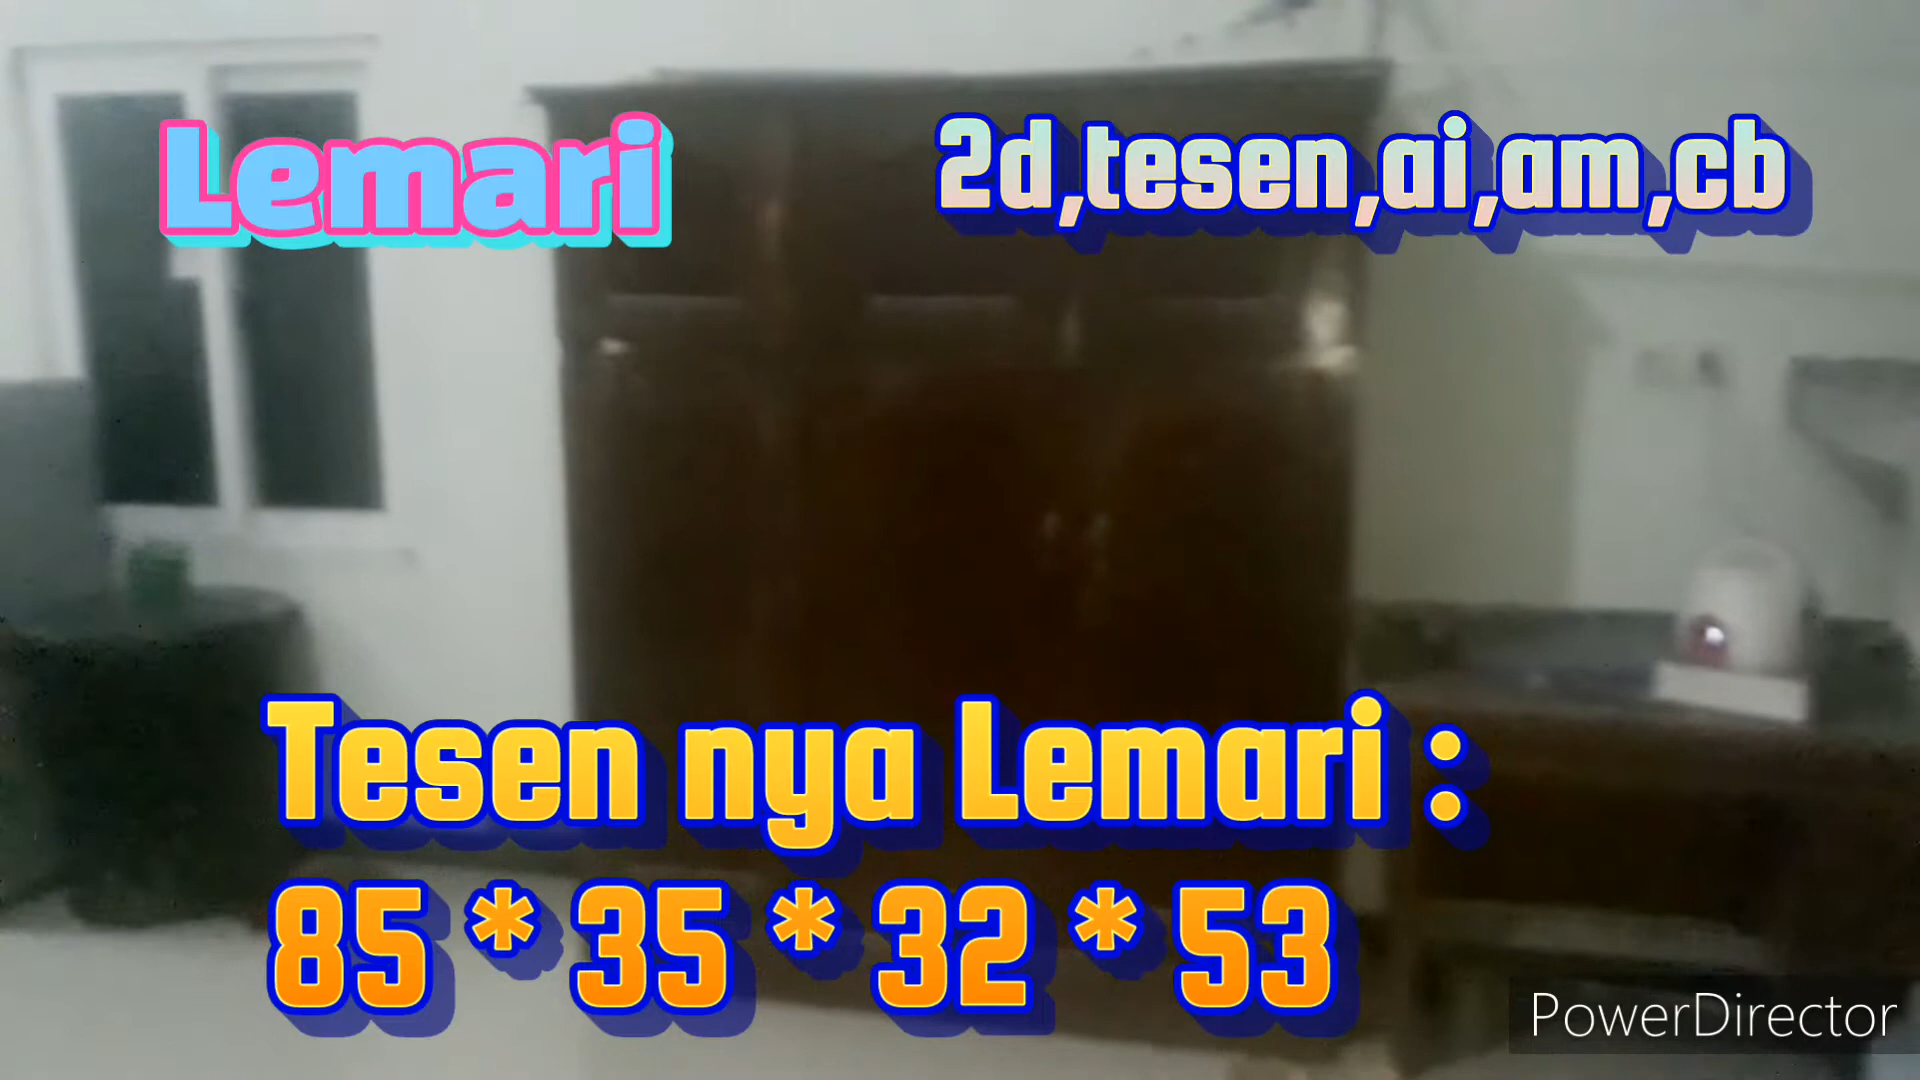 Lemari
2d,tesen,ai,am,cb
Tesen nya Lemari :
85 * 35 * 32 * 53
PowerDirector